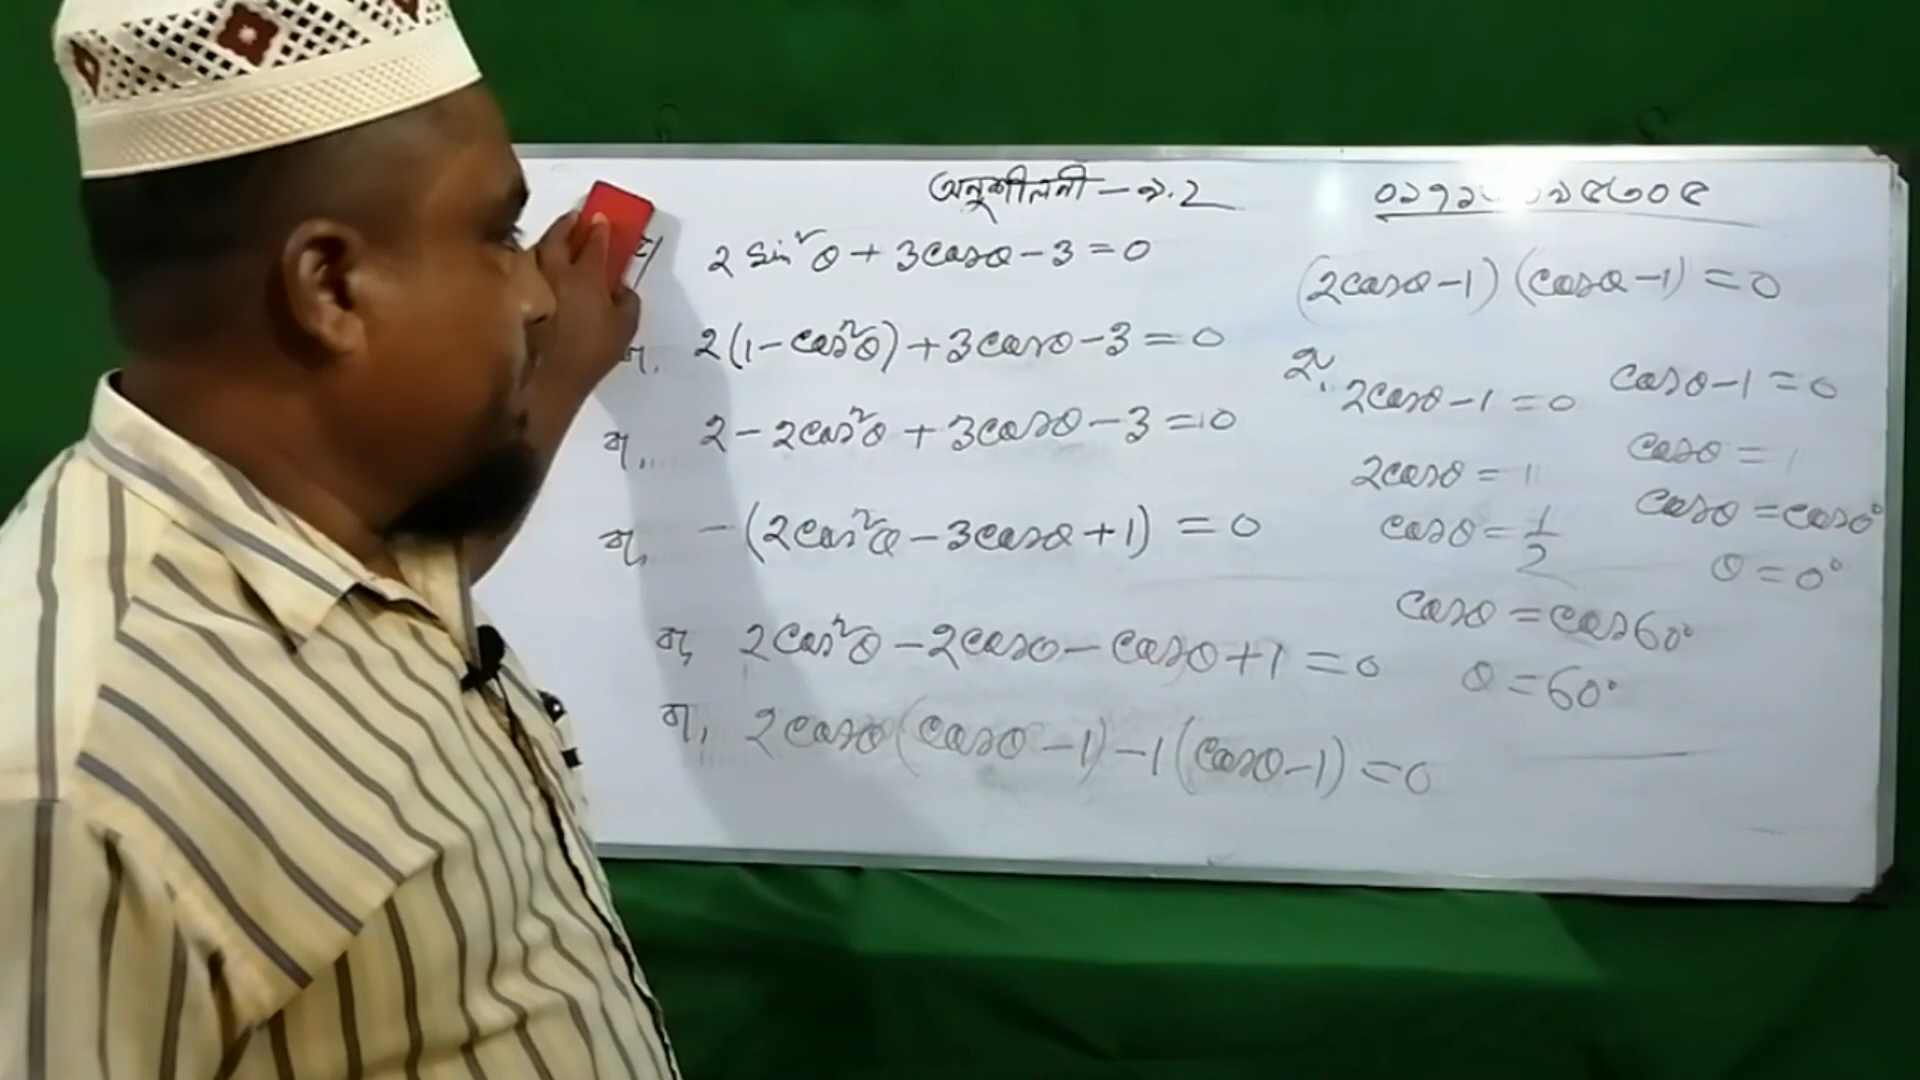 অনুশীলনী - ৯.2
2 sin²θ + 3cosθ - 3 = 0
2(1 - cos²θ) + 3cosθ - 3 = 0
বা, 2 - 2cos²θ + 3cosθ - 3 = 0
বা, -(2cos²θ - 3cosθ + 1) = 0
বা, 2cos²θ - 2cosθ - cosθ + 1 = 0
বা, 2cosθ(cosθ - 1) - 1(cosθ - 1) = 0
(2cosθ - 1)(cosθ - 1) = 0
হয়, 2cosθ - 1 = 0
2cosθ = 1
cosθ = 1/2
cosθ = cos60°
θ = 60°
cosθ - 1 = 0
cosθ = 1
cosθ = cos0°
θ = 0°